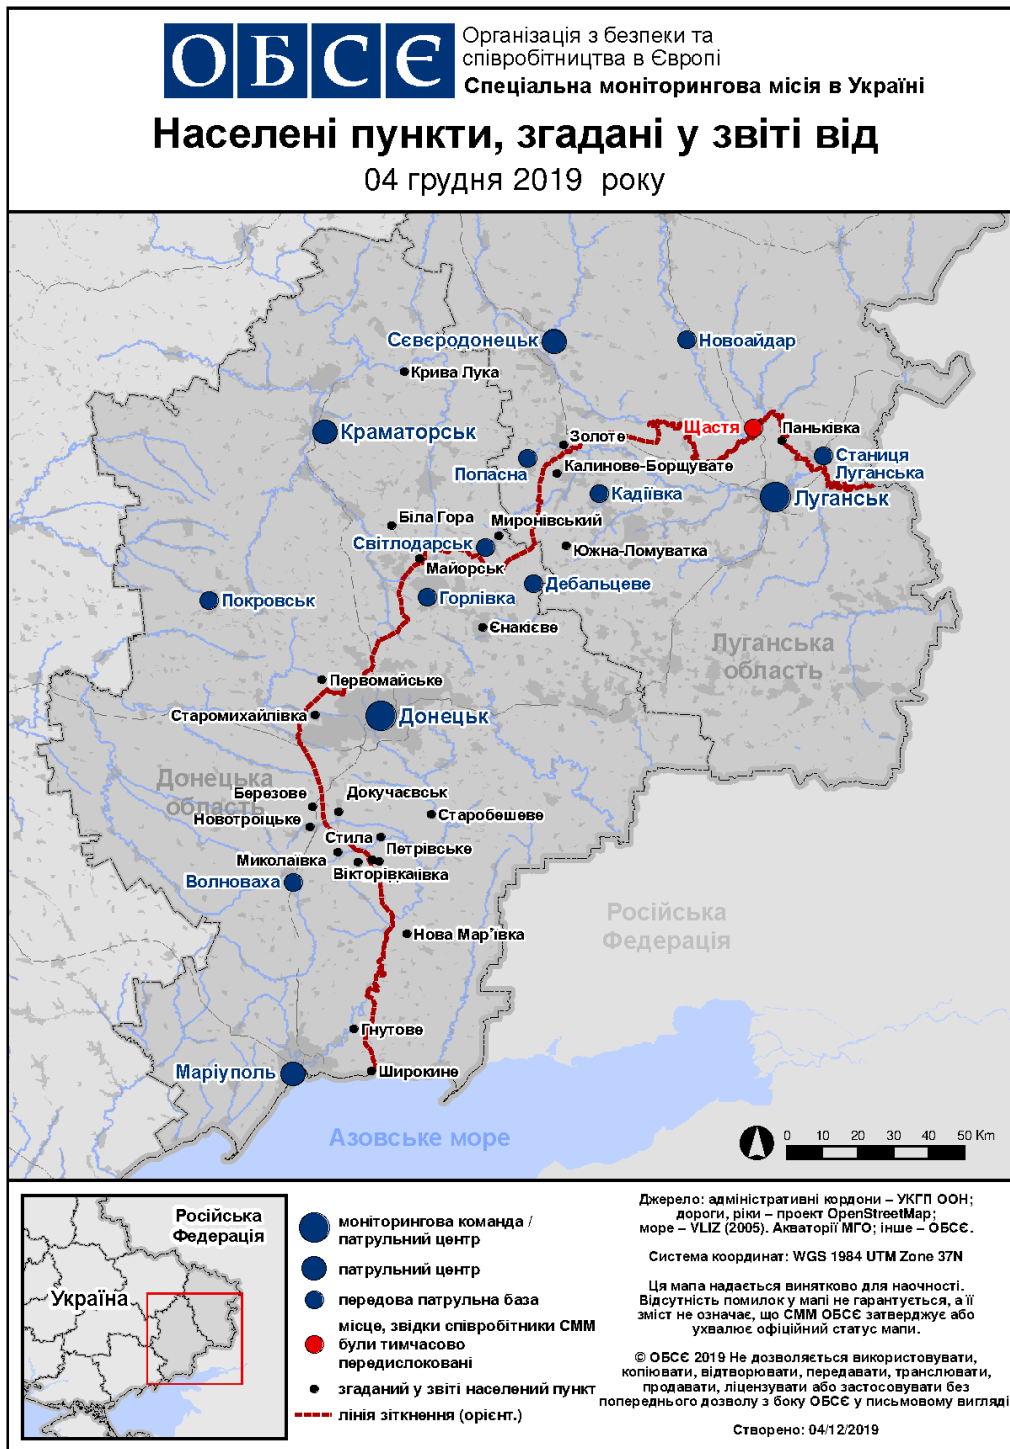 ОБСЄ
Організація з безпеки та
співробітництва в Європі
Спеціальна моніторингова місія в Україні
Населені пункти, згадані у звіті від
04 грудня 2019 року
Сєвєродонецьк
Новоайдар
Крива Лука
Краматорськ
Щастя
Золоте
Паньківка
Попасна
Калинове-Борщувате
Станиця
Луганська
Кадіївка
Луганськ
Біла Гора
Миронівський
Світлодарськ
Южна-Ломуватка
Майорськ
Дебальцеве
Покровськ
Горлівка
Єнакієве
Луганська
область
Первомайське
Старомихайлівка
Донецьк
Донецька
область
Березове
Докучаєвськ
Новотроїцьке
Старобешеве
Стила
Петрівське
Миколаївка
Вікторівка
Волноваха
Російська
Федерація
Нова Мар'ївка
Гнутове
Маріуполь
Широкине
Азовське море
0 10 20 30 40 50 Км
Російська
Федерація
Україна
моніторингова команда /
патрульний центр
патрульний центр
передова патрульна база
місце, звідки співробітники СММ
були тимчасово
передислоковані
згаданий у звіті населений пункт
лінія зіткнення (орієнт.)
Джерело: адміністративні кордони – УКГП ООН;
дороги, ріки – проект OpenStreetMap;
море – VLIZ (2005). Акваторії МГО; інше – ОБСЄ.
Система координат: WGS 1984 UTM Zone 37N
Ця мапа надається винятково для наочності.
Відсутність помилок у мапі не гарантується, а її
зміст не означає, що СММ ОБСЄ затверджує або
ухвалює офіційний статус мапи.
© ОБСЄ 2019 Не дозволяється використовувати,
копіювати, відтворювати, передавати, транслювати,
продавати, ліцензувати або застосовувати без
попереднього дозволу з боку ОБСЄ у письмовому вигляді
Створено: 04/12/2019